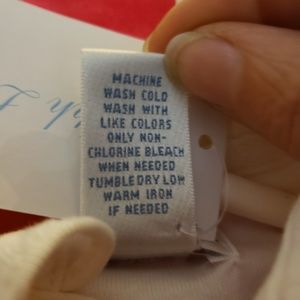 MACHINE
WASH COLD
WASH WITH
LIKE COLORS
ONLY NON-
CHLORINE BLEACH
WHEN NEEDED
TUMBLE DRY LOW
WARM IRON
IF NEEDED